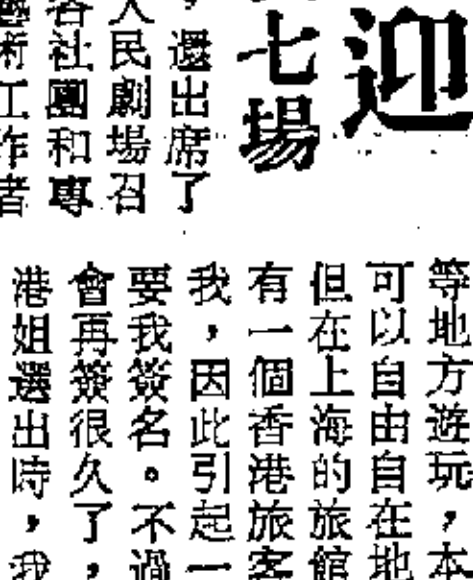 迎
七場
，還出席了
人民劇場召
各社團和專
藝術工作者
等地方遊玩，本
可以自由自在地
但在上海的旅館
有一個香港旅客
我，因此引起一
要我簽名。不過
會再簽很久了，
港姐選出時，我